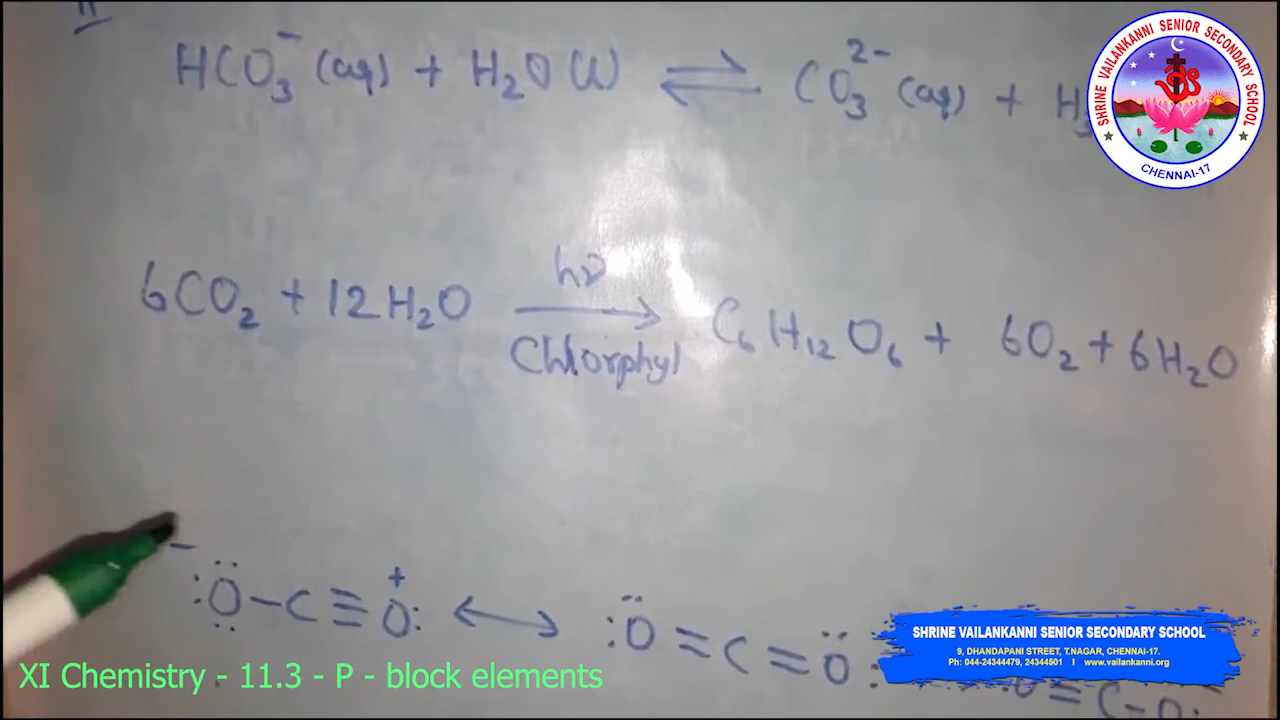 II
HCO₃⁻ (aq) + H₂O (l) ⇌ CO₃²⁻ (aq) + H₃
6CO₂ + 12H₂O —hν, Chlorphyl→ C₆H₁₂O₆ + 6O₂ + 6H₂O
⁻:Ö̤–C≡O⁺: ↔ :Ö=C=Ö:
O≡C–O:
SHRINE VAILANKANNI SENIOR SECONDARY SCHOOL
CHENNAI-17
SHRINE VAILANKANNI SENIOR SECONDARY SCHOOL
9, DHANDAPANI STREET, T.NAGAR, CHENNAI-17.
Ph: 044-24344479, 24344501 I www.vailankanni.org
XI Chemistry - 11.3 - P - block elements